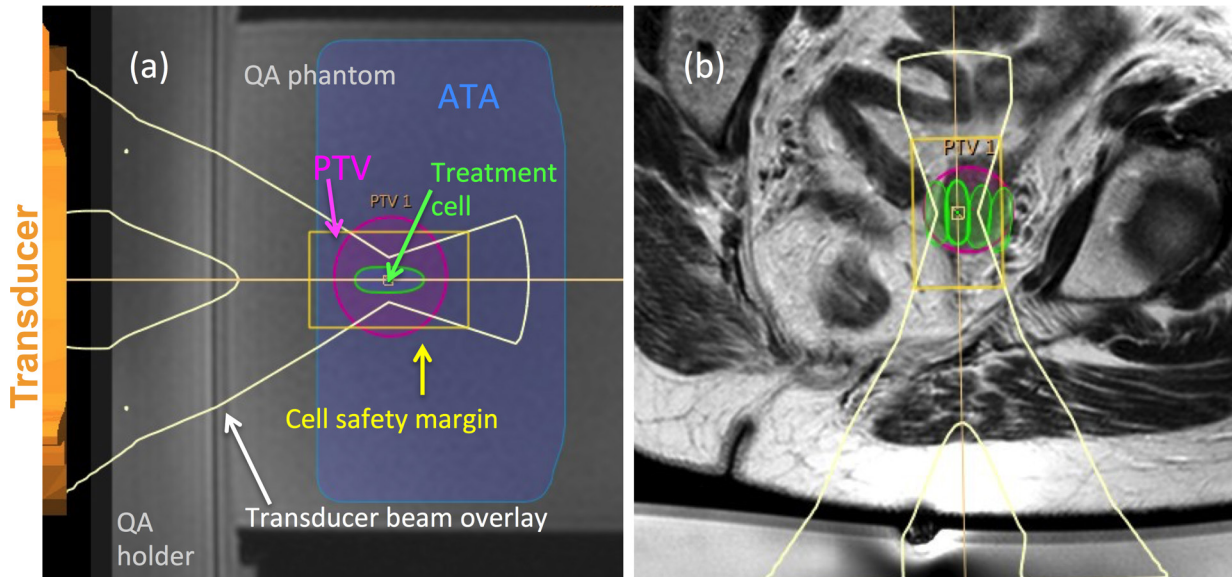 (a)
QA phantom
ATA
PTV
Treatment
cell
PTV 1
Transducer
Cell safety margin
Transducer beam overlay
QA
holder
(b)
PTV 1